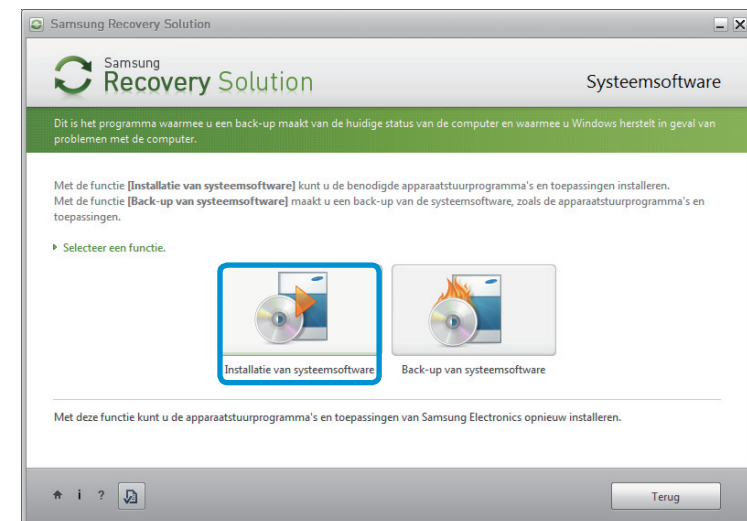 Samsung Recovery Solution
Samsung
Recovery Solution
Systeemsoftware
Dit is het programma waarmee u een back-up maakt van de huidige status van de computer en waarmee u Windows herstelt in geval van
problemen met de computer.
Met de functie [Installatie van systeemsoftware] kunt u de benodigde apparaatstuurprogramma's en toepassingen installeren.
Met de functie [Back-up van systeemsoftware] maakt u een back-up van de systeemsoftware, zoals de apparaatstuurprogramma's en
toepassingen.
Selecteer een functie.
Installatie van systeemsoftware
Back-up van systeemsoftware
Met deze functie kunt u de apparaatstuurprogramma's en toepassingen van Samsung Electronics opnieuw installeren.
i ?
Terug